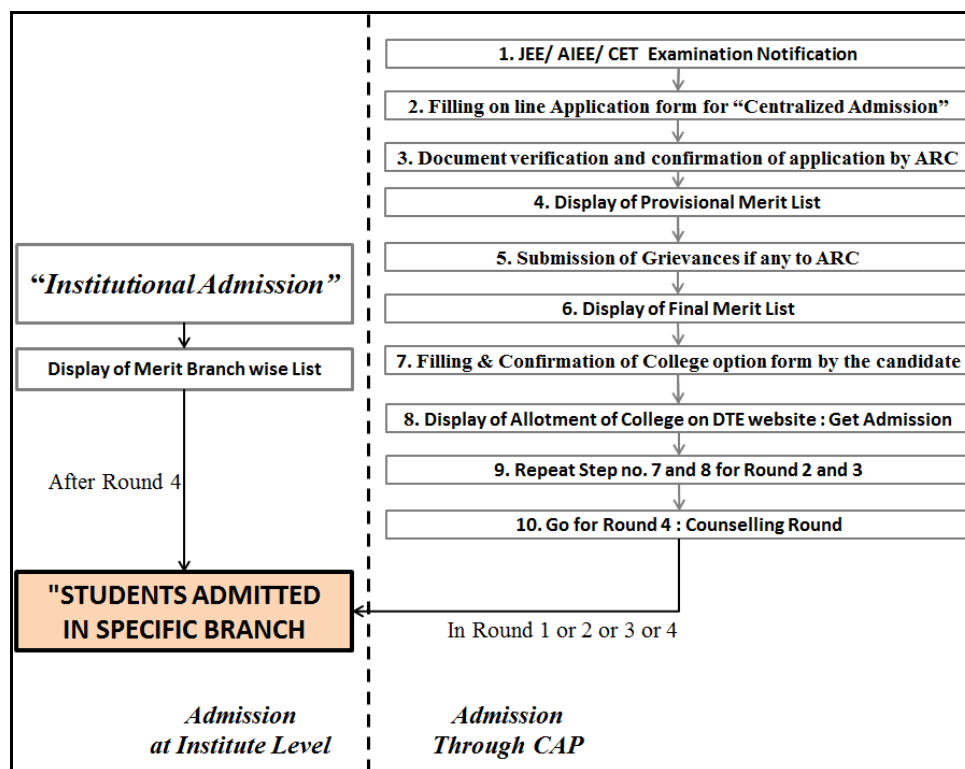 1. JEE/ AIEE/ CET  Examination Notification
2. Filling on line Application form for “Centralized Admission”
3. Document verification and confirmation of application by ARC
4. Display of Provisional Merit List
5. Submission of Grievances if any to ARC
6. Display of Final Merit List
7. Filling & Confirmation of College option form by the candidate
8. Display of Allotment of College on DTE website : Get Admission
9. Repeat Step no. 7 and 8 for Round 2 and 3
10. Go for Round 4 : Counselling Round
In Round 1 or 2 or 3 or 4
“Institutional Admission”
Display of Merit Branch wise List
After Round 4
"STUDENTS ADMITTED
IN SPECIFIC BRANCH
Admission
at Institute Level
Admission
Through CAP